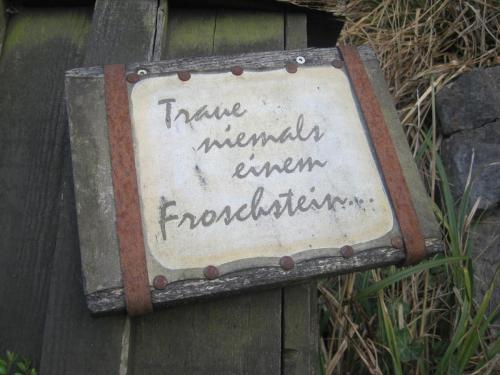 Traue
niemals
einem
Froschstein...